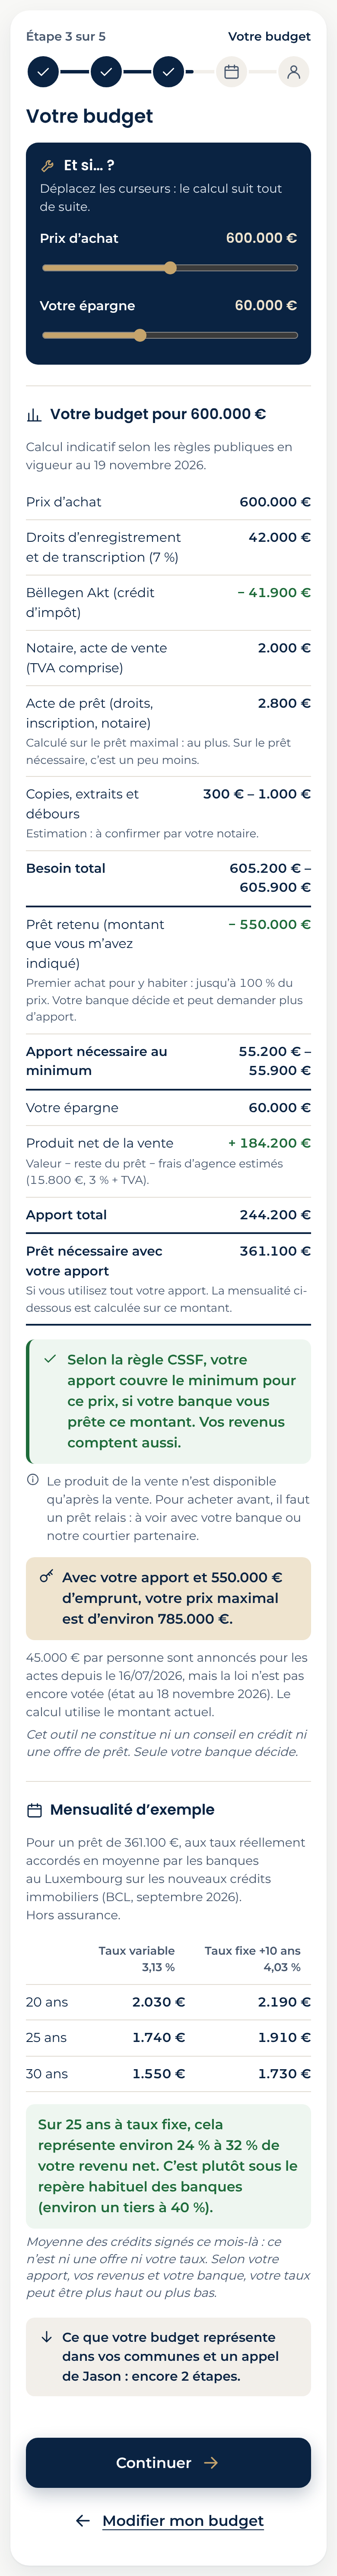 Étape 3 sur 5
Votre budget
Votre budget
Et si… ?
Déplacez les curseurs : le calcul suit tout
de suite.
Prix d’achat 600.000 €
Votre épargne 60.000 €
Votre budget pour 600.000 €
Calcul indicatif selon les règles publiques en
vigueur au 19 novembre 2026.
Prix d’achat 600.000 €
Droits d’enregistrement 42.000 €
et de transcription (7 %)
Bëllegen Akt (crédit − 41.900 €
d’impôt)
Notaire, acte de vente 2.000 €
(TVA comprise)
Acte de prêt (droits, 2.800 €
inscription, notaire)
Calculé sur le prêt maximal : au plus. Sur le prêt
nécessaire, c’est un peu moins.
Copies, extraits et 300 € – 1.000 €
débours
Estimation : à confirmer par votre notaire.
Besoin total 605.200 € –
605.900 €
Prêt retenu (montant − 550.000 €
que vous m’avez
indiqué)
Premier achat pour y habiter : jusqu’à 100 % du
prix. Votre banque décide et peut demander plus
d’apport.
Apport nécessaire au 55.200 € –
minimum 55.900 €
Votre épargne 60.000 €
Produit net de la vente + 184.200 €
Valeur − reste du prêt − frais d’agence estimés
(15.800 €, 3 % + TVA).
Apport total 244.200 €
Prêt nécessaire avec 361.100 €
votre apport
Si vous utilisez tout votre apport. La mensualité ci-
dessous est calculée sur ce montant.
Selon la règle CSSF, votre
apport couvre le minimum pour
ce prix, si votre banque vous
prête ce montant. Vos revenus
comptent aussi.
Le produit de la vente n’est disponible
qu’après la vente. Pour acheter avant, il faut
un prêt relais : à voir avec votre banque ou
notre courtier partenaire.
Avec votre apport et 550.000 €
d’emprunt, votre prix maximal
est d’environ 785.000 €.
45.000 € par personne sont annoncés pour les
actes depuis le 16/07/2026, mais la loi n’est pas
encore votée (état au 18 novembre 2026). Le
calcul utilise le montant actuel.
Cet outil ne constitue ni un conseil en crédit ni
une offre de prêt. Seule votre banque décide.
Mensualité d’exemple
Pour un prêt de 361.100 €, aux taux réellement
accordés en moyenne par les banques
au Luxembourg sur les nouveaux crédits
immobiliers (BCL, septembre 2026).
Hors assurance.
Taux variable Taux fixe +10 ans
3,13 % 4,03 %
20 ans 2.030 € 2.190 €
25 ans 1.740 € 1.910 €
30 ans 1.550 € 1.730 €
Sur 25 ans à taux fixe, cela
représente environ 24 % à 32 % de
votre revenu net. C’est plutôt sous le
repère habituel des banques
(environ un tiers à 40 %).
Moyenne des crédits signés ce mois-là : ce
n’est ni une offre ni votre taux. Selon votre
apport, vos revenus et votre banque, votre taux
peut être plus haut ou plus bas.
Ce que votre budget représente
dans vos communes et un appel
de Jason : encore 2 étapes.
Continuer
Modifier mon budget